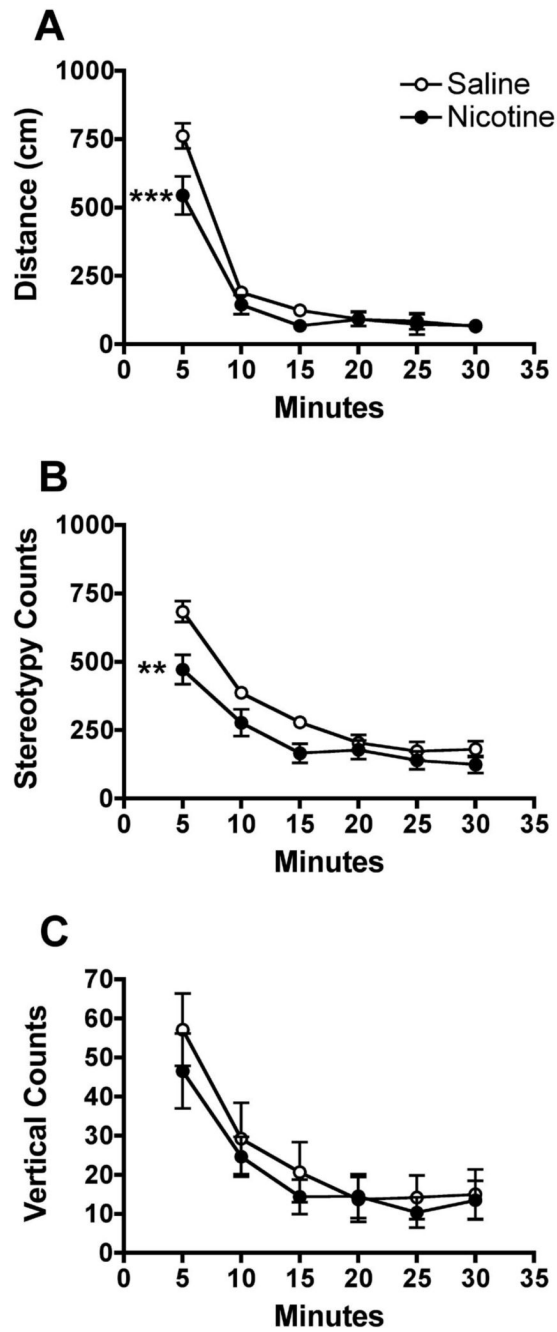 A
1000
750
500
250
0
Distance (cm)
***
Saline
Nicotine
0 5 10 15 20 25 30 35
Minutes
B
1000
750
500
250
0
Stereotypy Counts
**
0 5 10 15 20 25 30 35
Minutes
C
70
60
50
40
30
20
10
0
Vertical Counts
0 5 10 15 20 25 30 35
Minutes